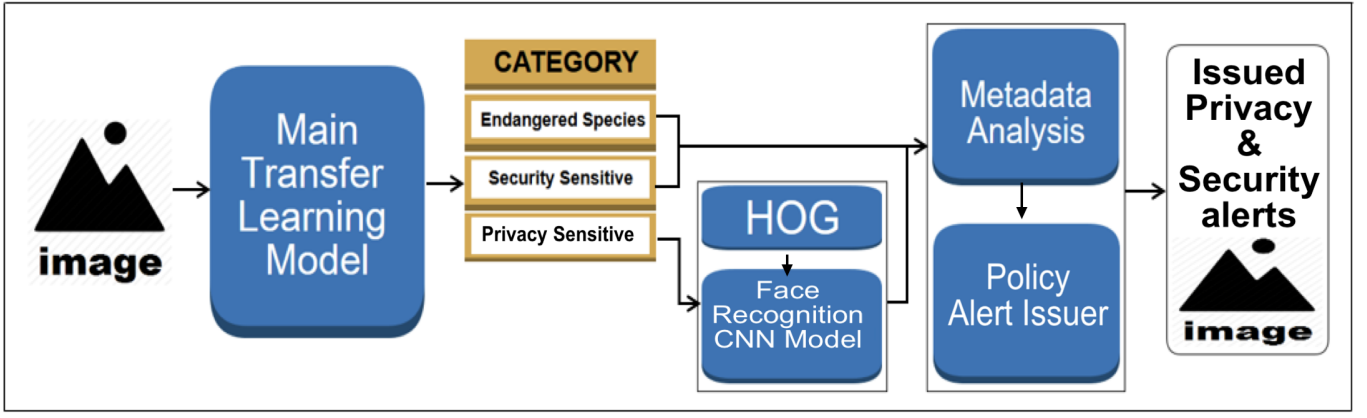 image
Main
Transfer
Learning
Model
CATEGORY
Endangered Species
Security Sensitive
Privacy Sensitive
HOG
Face
Recognition
CNN Model
Metadata
Analysis
Policy
Alert Issuer
Issued
Privacy
&
Security
alerts
image